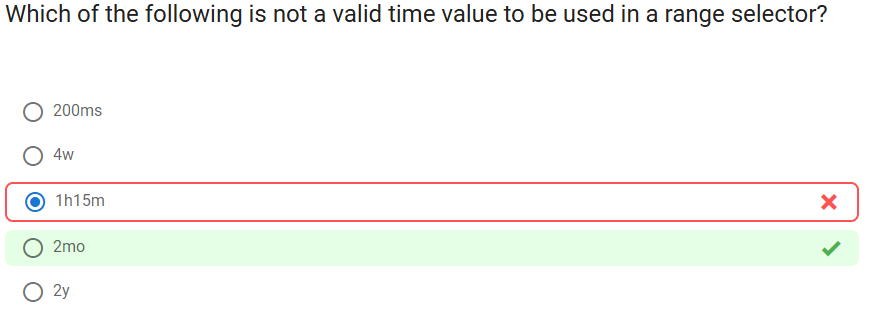 Which of the following is not a valid time value to be used in a range selector?
200ms
4w
1h15m
2mo
2y